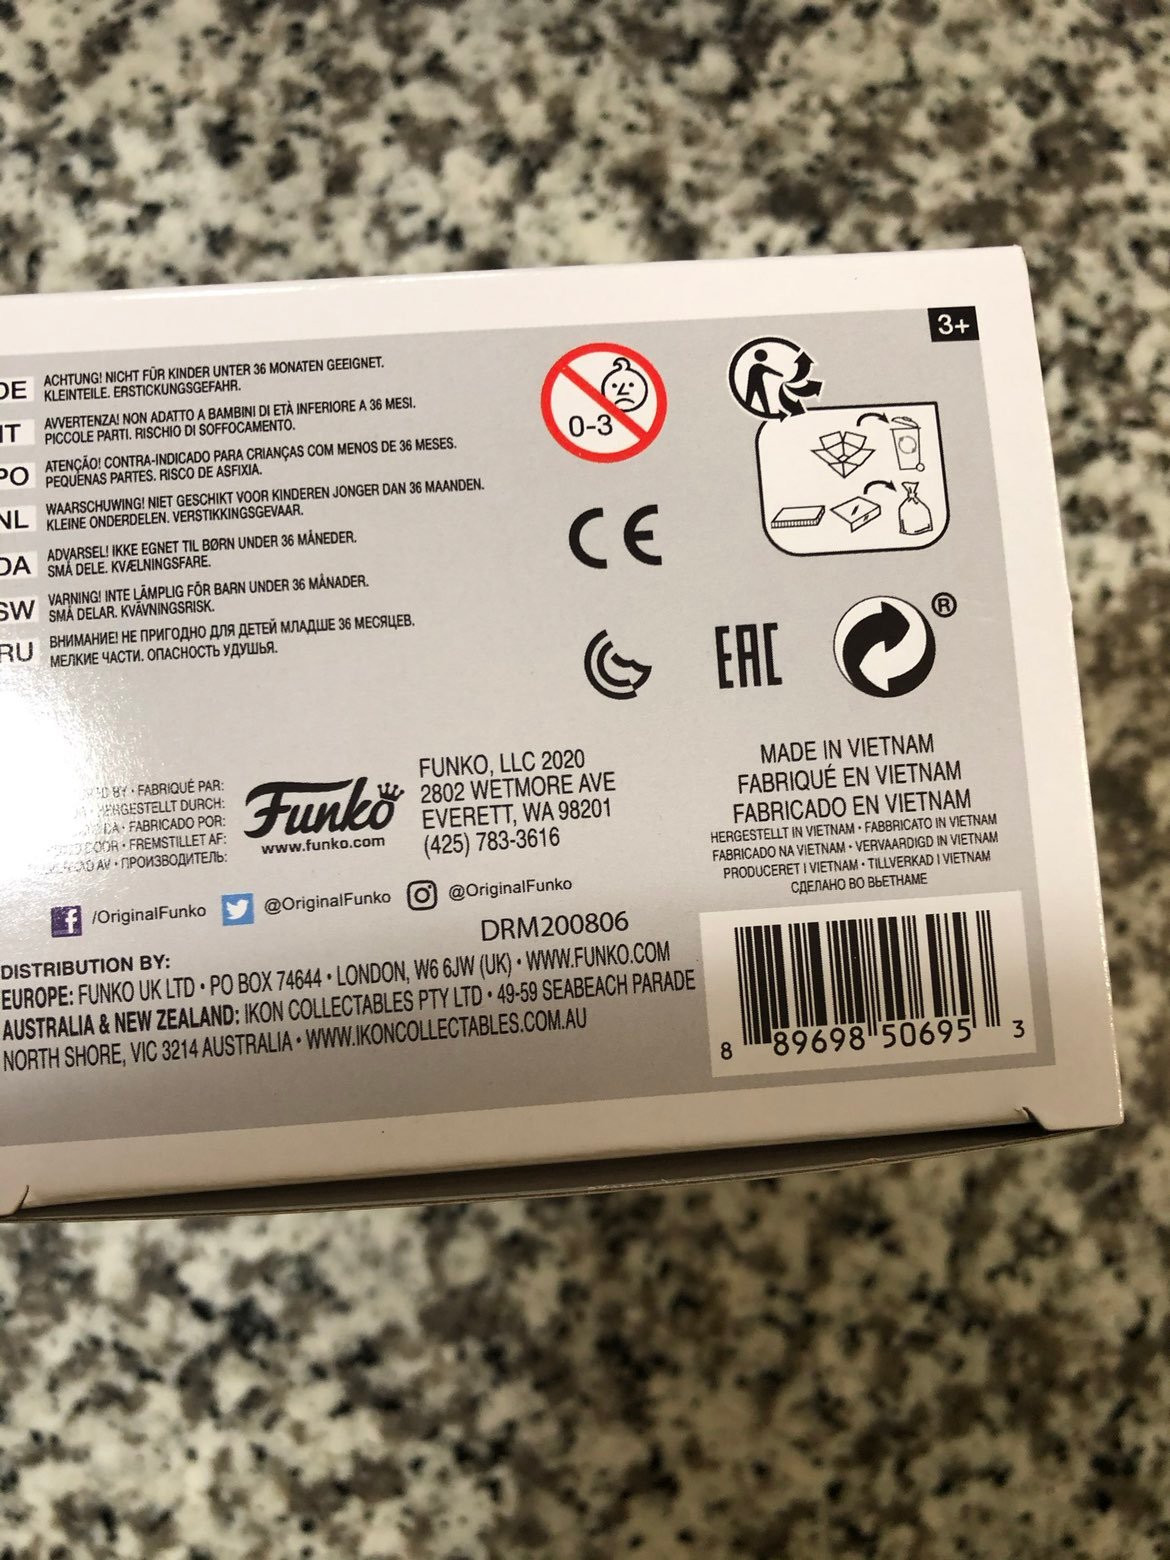 3+
ACHTUNG! NICHT FÜR KINDER UNTER 36 MONATEN GEEIGNET.
KLEINTEILE. ERSTICKUNGSGEFAHR.
IT AVVERTENZA! NON ADATTO A BAMBINI DI ETÀ INFERIORE A 36 MESI.
PICCOLE PARTI. RISCHIO DI SOFFOCAMENTO.
PO ATENÇÃO! CONTRA-INDICADO PARA CRIANÇAS COM MENOS DE 36 MESES.
PEQUENAS PARTES. RISCO DE ASFIXIA.
NL WAARSCHUWING! NIET GESCHIKT VOOR KINDEREN JONGER DAN 36 MAANDEN.
KLEINE ONDERDELEN. VERSTIKKINGSGEVAAR.
DA ADVARSEL! IKKE EGNET TIL BØRN UNDER 36 MÅNEDER.
SMÅ DELE. KVÆLNINGSFARE.
SW VARNING! INTE LÄMPLIG FÖR BARN UNDER 36 MÅNADER.
SMÅ DELAR. KVÄVNINGSRISK.
RU ВНИМАНИЕ! НЕ ПРИГОДНО ДЛЯ ДЕТЕЙ МЛАДШЕ 36 МЕСЯЦЕВ.
МЕЛКИЕ ЧАСТИ. ОПАСНОСТЬ УДУШЬЯ.
0-3
CE
EAC
®
BY • FABRIQUÉ PAR:
HERGESTELLT DURCH:
FABRICADO POR:
DOOR • FREMSTILLET AF:
AV • ПРОИЗВОДИТЕЛЬ:
Funko
www.funko.com
FUNKO, LLC 2020
2802 WETMORE AVE
EVERETT, WA 98201
(425) 783-3616
/OriginalFunko @OriginalFunko @OriginalFunko
DRM200806
DISTRIBUTION BY:
EUROPE: FUNKO UK LTD • PO BOX 74644 • LONDON, W6 6JW (UK) • WWW.FUNKO.COM
AUSTRALIA & NEW ZEALAND: IKON COLLECTABLES PTY LTD • 49-59 SEABEACH PARADE
NORTH SHORE, VIC 3214 AUSTRALIA • WWW.IKONCOLLECTABLES.COM.AU
MADE IN VIETNAM
FABRIQUÉ EN VIETNAM
FABRICADO EN VIETNAM
HERGESTELLT IN VIETNAM • FABBRICATO IN VIETNAM
FABRICADO NA VIETNAM • VERVAARDIGD IN VIETNAM
PRODUCERET I VIETNAM • TILLVERKAD I VIETNAM
СДЕЛАНО ВО ВЬЕТНАМЕ
8 89698 50695 3